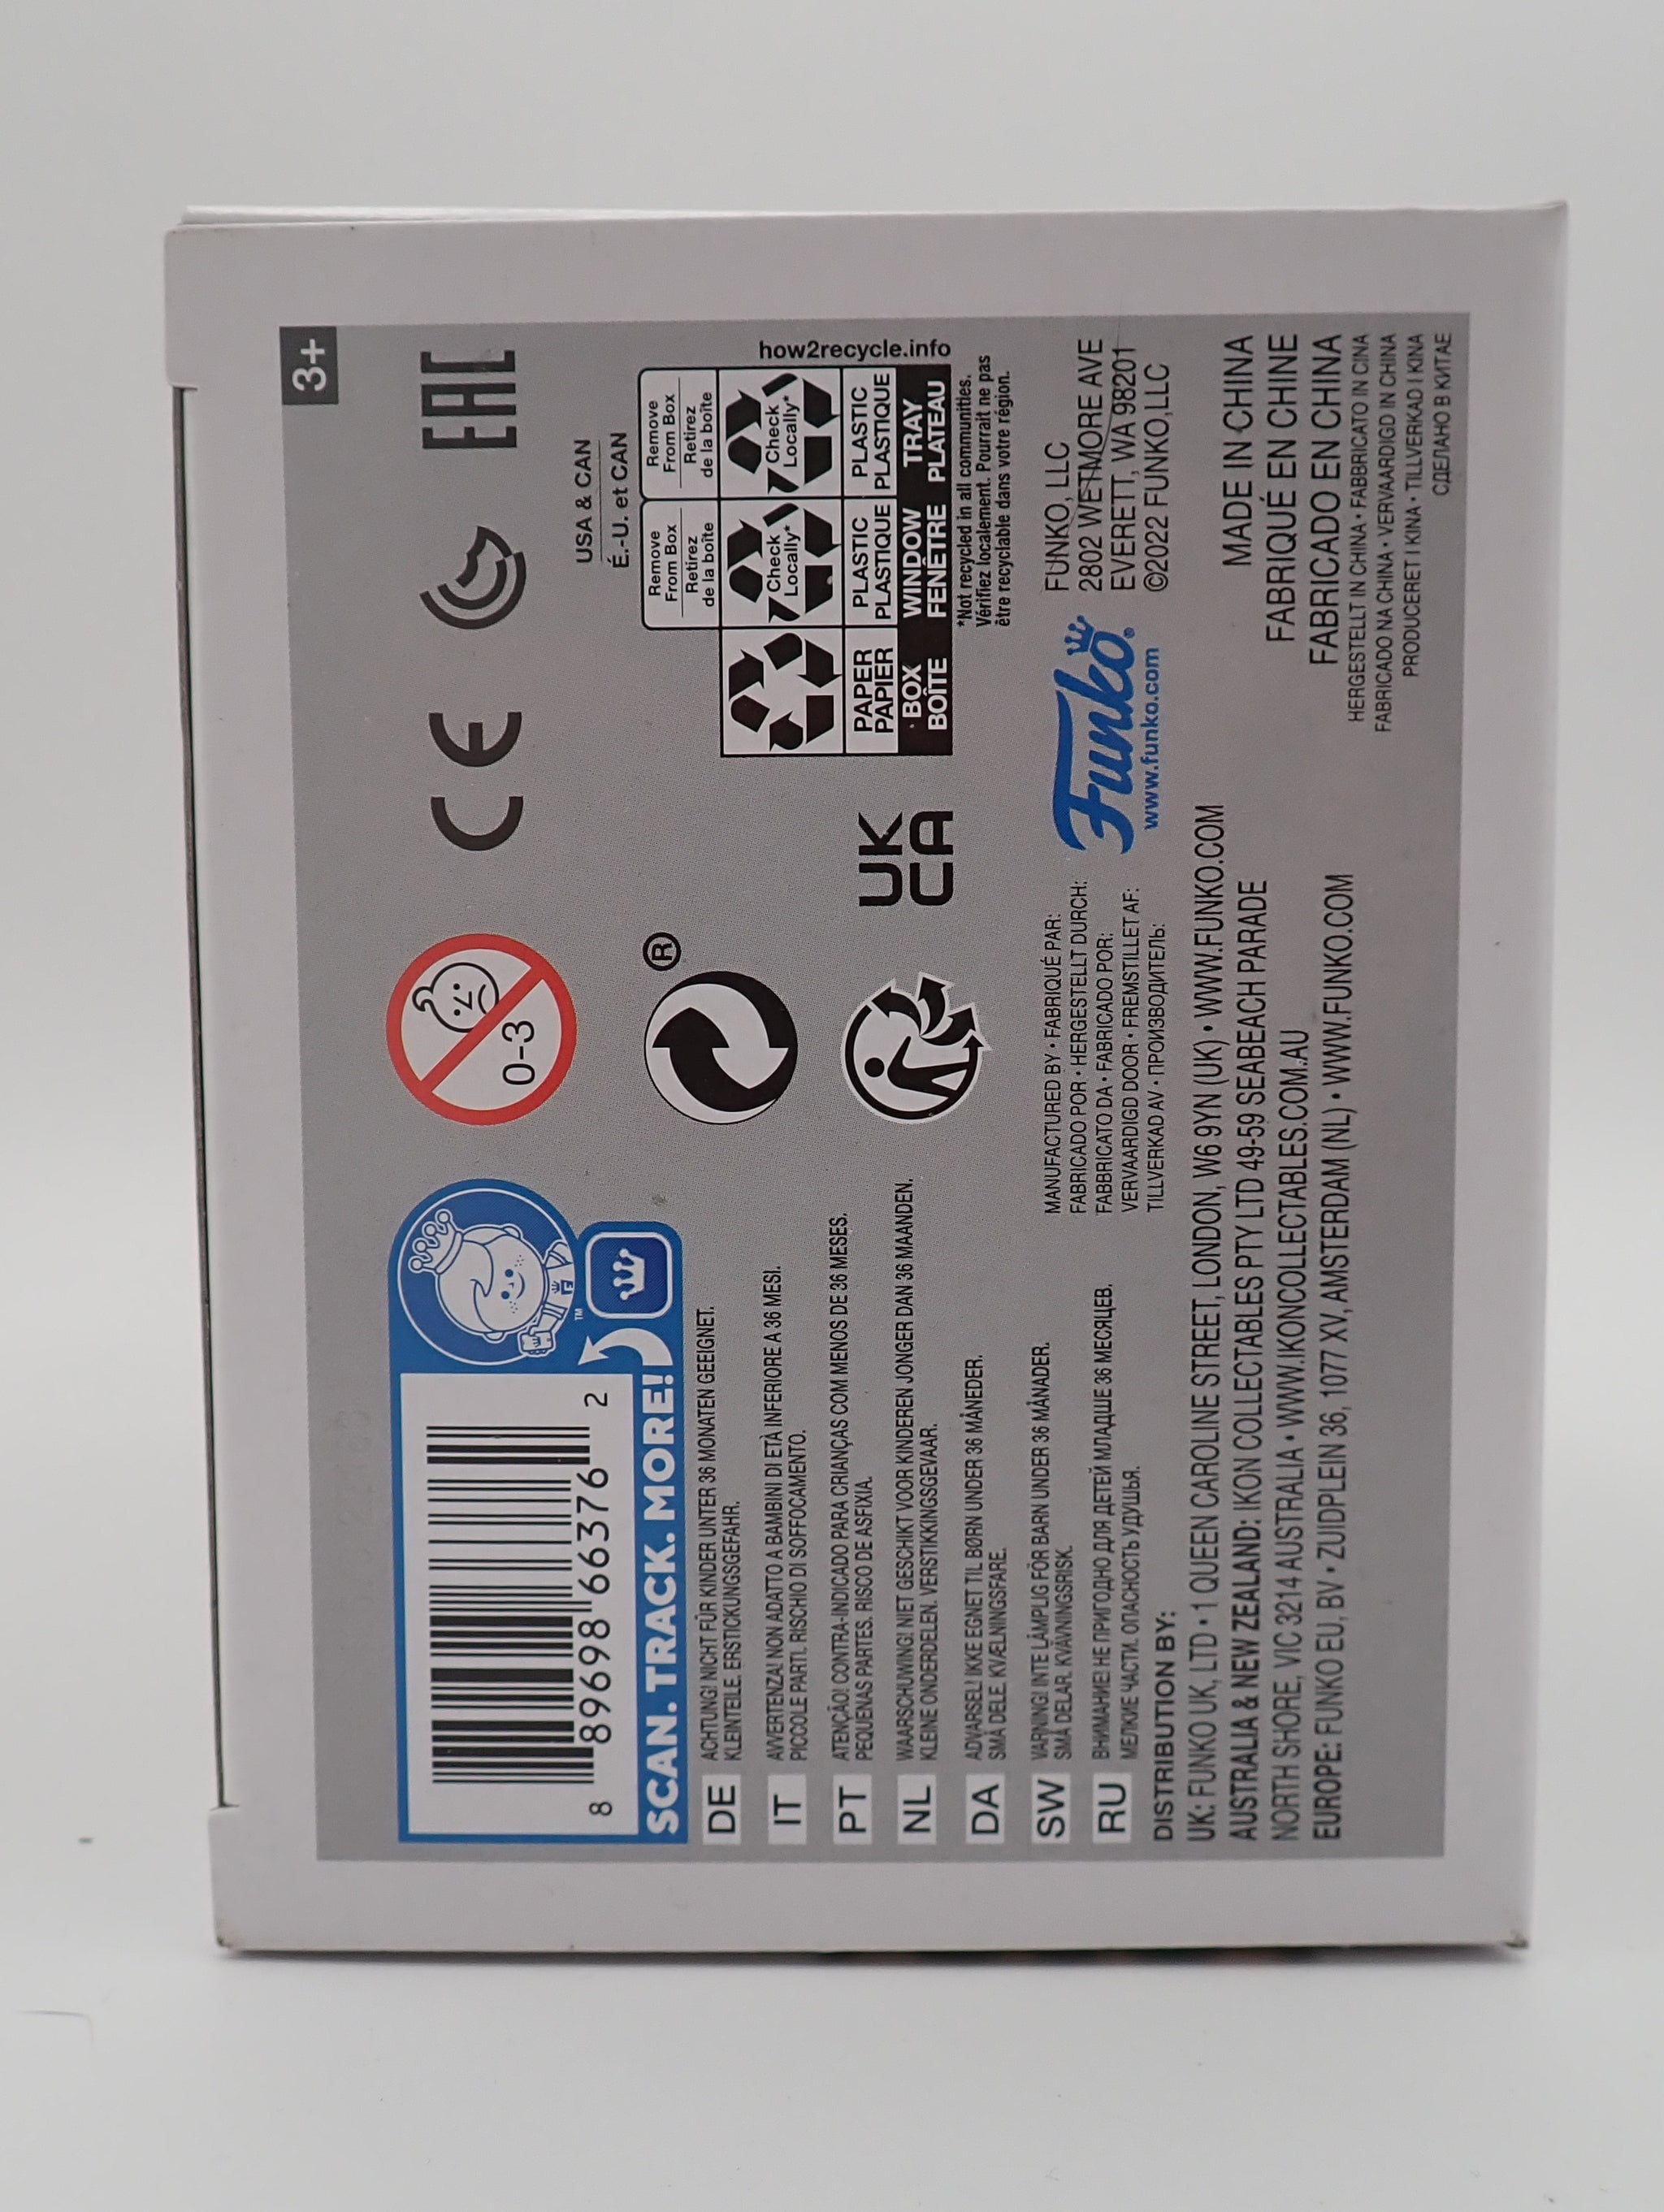 3+
8 89698 66376 2
SCAN. TRACK. MORE!
™
0-3
CE
EAC
USA & CAN
É.-U. et CAN
Remove
From Box
Retirez
de la boîte
Remove
From Box
Retirez
de la boîte
Check
Locally*
Check
Locally*
PAPER
PAPIER
PLASTIC
PLASTIQUE
PLASTIC
PLASTIQUE
BOX
BOÎTE
WINDOW
FENÊTRE
TRAY
PLATEAU
how2recycle.info
*Not recycled in all communities.
Vérifiez localement. Pourrait ne pas
être recyclable dans votre région.
®
UK
CA
DE
ACHTUNG! NICHT FÜR KINDER UNTER 36 MONATEN GEEIGNET.
KLEINTEILE. ERSTICKUNGSGEFAHR.
IT
AVVERTENZA! NON ADATTO A BAMBINI DI ETÀ INFERIORE A 36 MESI.
PICCOLE PARTI. RISCHIO DI SOFFOCAMENTO.
PT
ATENÇÃO! CONTRA-INDICADO PARA CRIANÇAS COM MENOS DE 36 MESES.
PEQUENAS PARTES. RISCO DE ASFIXIA.
NL
WAARSCHUWING! NIET GESCHIKT VOOR KINDEREN JONGER DAN 36 MAANDEN.
KLEINE ONDERDELEN. VERSTIKKINGSGEVAAR.
DA
ADVARSEL! IKKE EGNET TIL BØRN UNDER 36 MÅNEDER.
SMÅ DELE. KVÆLNINGSFARE.
SW
VARNING! INTE LÄMPLIG FÖR BARN UNDER 36 MÅNADER.
SMÅ DELAR. KVÄVNINGSRISK.
RU
ВНИМАНИЕ! НЕ ПРИГОДНО ДЛЯ ДЕТЕЙ МЛАДШЕ 36 МЕСЯЦЕВ.
МЕЛКИЕ ЧАСТИ. ОПАСНОСТЬ УДУШЬЯ.
MANUFACTURED BY • FABRIQUÉ PAR:
FABRICADO POR • HERGESTELLT DURCH:
FABBRICATO DA • FABRICADO POR:
VERVAARDIGD DOOR • FREMSTILLET AF:
TILLVERKAD AV • ПРОИЗВОДИТЕЛЬ:
Funko®
www.funko.com
FUNKO, LLC
2802 WETMORE AVE
EVERETT, WA 98201
©2022 FUNKO, LLC
DISTRIBUTION BY:
UK: FUNKO UK, LTD • 1 QUEEN CAROLINE STREET, LONDON, W6 9YN (UK) • WWW.FUNKO.COM
AUSTRALIA & NEW ZEALAND: IKON COLLECTABLES PTY LTD 49-59 SEABEACH PARADE
NORTH SHORE, VIC 3214 AUSTRALIA • WWW.IKONCOLLECTABLES.COM.AU
EUROPE: FUNKO EU, BV • ZUIDPLEIN 36, 1077 XV, AMSTERDAM (NL) • WWW.FUNKO.COM
MADE IN CHINA
FABRIQUÉ EN CHINE
FABRICADO EN CHINA
HERGESTELLT IN CHINA • FABBRICATO IN CINA
FABRICADO NA CHINA • VERVAARDIGD IN CHINA
PRODUCERET I KINA • TILLVERKAD I KINA
СДЕЛАНО В КИТАЕ